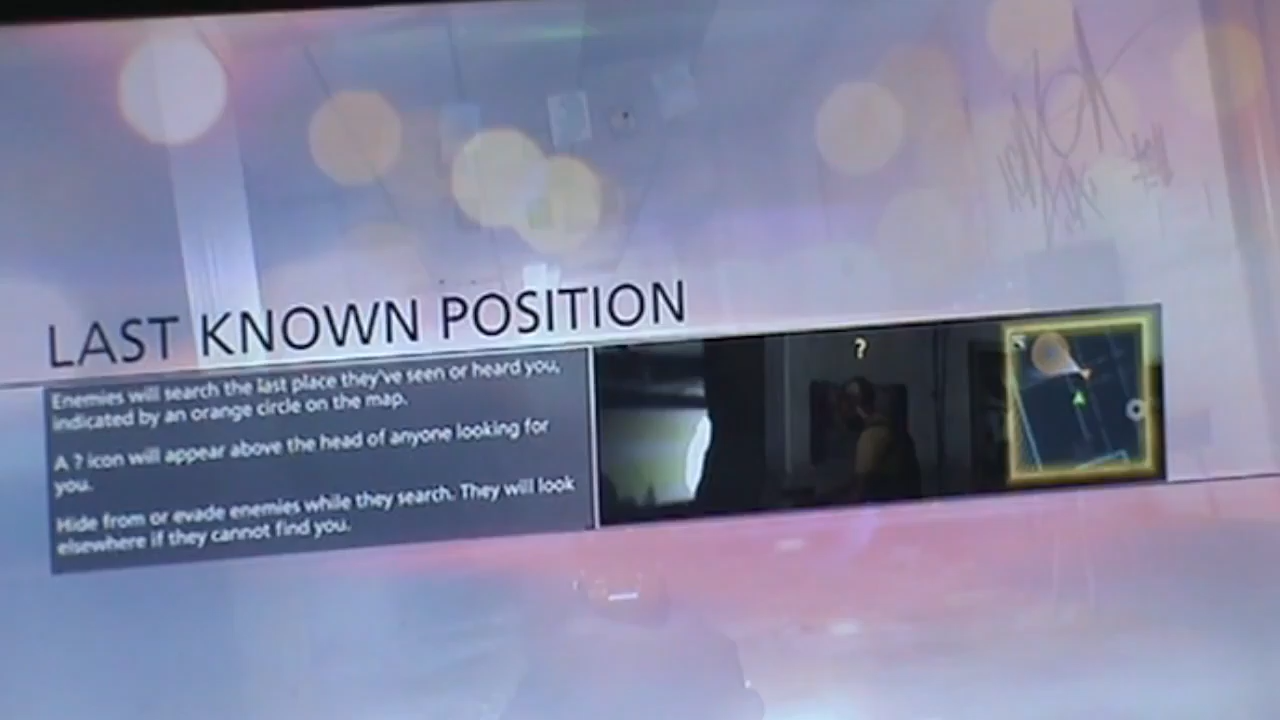 LAST KNOWN POSITION
Enemies will search the last place they've seen or heard you,
indicated by an orange circle on the map.
A ? icon will appear above the head of anyone looking for
you.
Hide from or evade enemies while they search. They will look
elsewhere if they cannot find you.
?